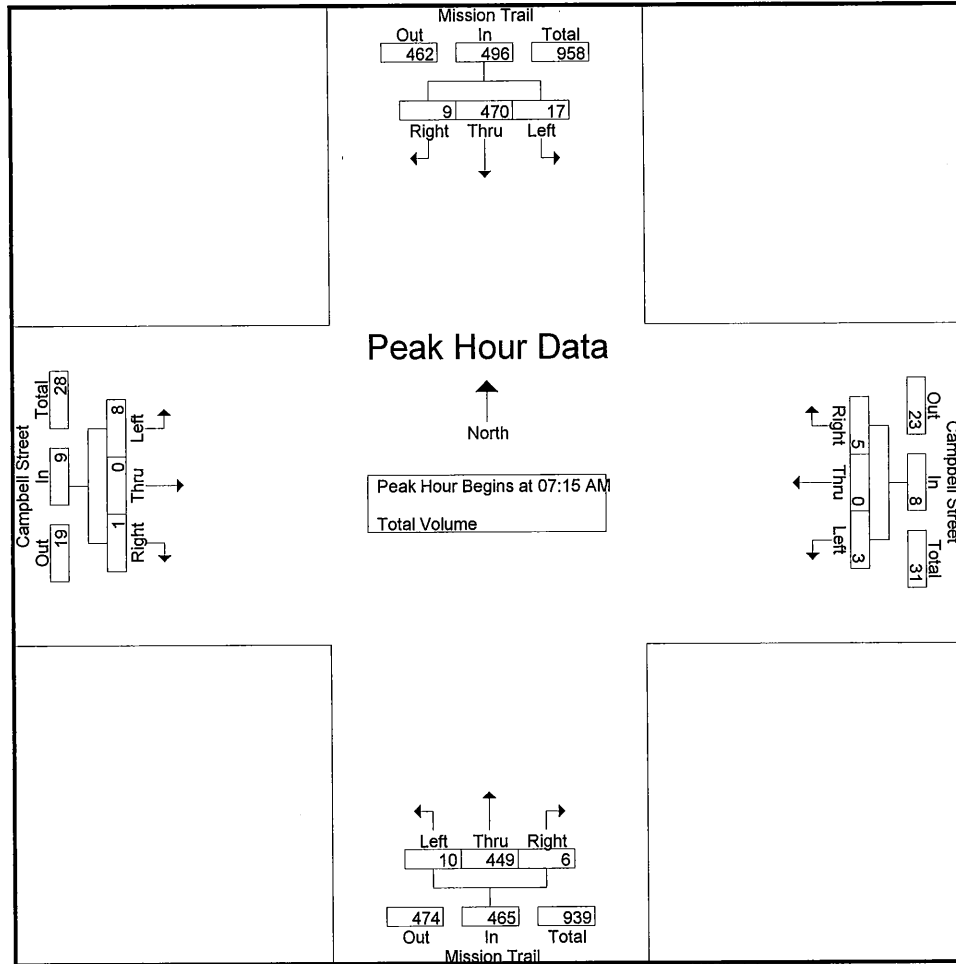 Mission Trail
Out In Total
462 496 958
9 470 17
Right Thru Left
Peak Hour Data
North
Peak Hour Begins at 07:15 AM
Total Volume
Campbell Street
Total In Out
28 9 19
8 0 1
Left Thru Right
Campbell Street
Out In Total
23 8 31
5 0 3
Right Thru Left
Left Thru Right
10 449 6
474 465 939
Out In Total
Mission Trail